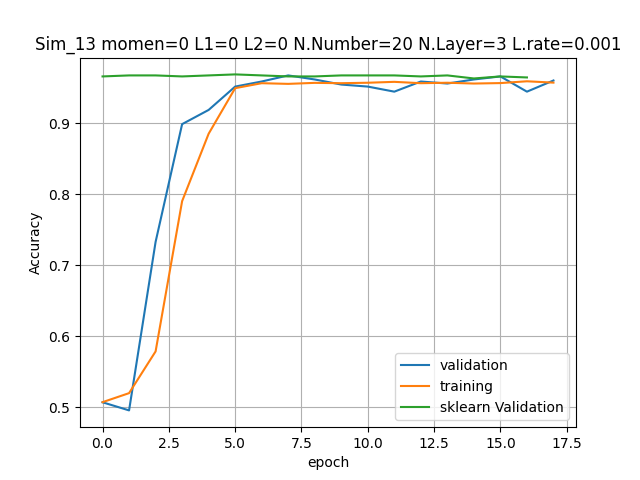 Sim_13 momen=0 L1=0 L2=0 N.Number=20 N.Layer=3 L.rate=0.001
Accuracy
0.9
0.8
0.7
0.6
0.5
validation
training
sklearn Validation
0.0 2.5 5.0 7.5 10.0 12.5 15.0 17.5
epoch